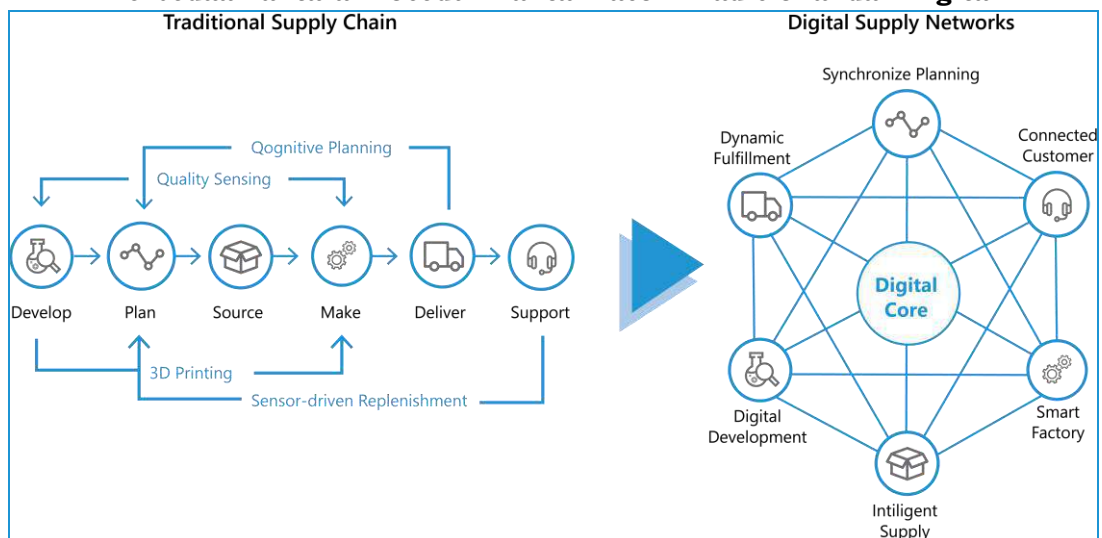 Traditional Supply Chain
Digital Supply Networks
Qognitive Planning
Quality Sensing
Develop
Plan
Source
Make
Deliver
Support
3D Printing
Sensor-driven Replenishment
Synchronize Planning
Dynamic
Fulfillment
Connected
Customer
Digital
Core
Digital
Development
Smart
Factory
Intiligent
Supply